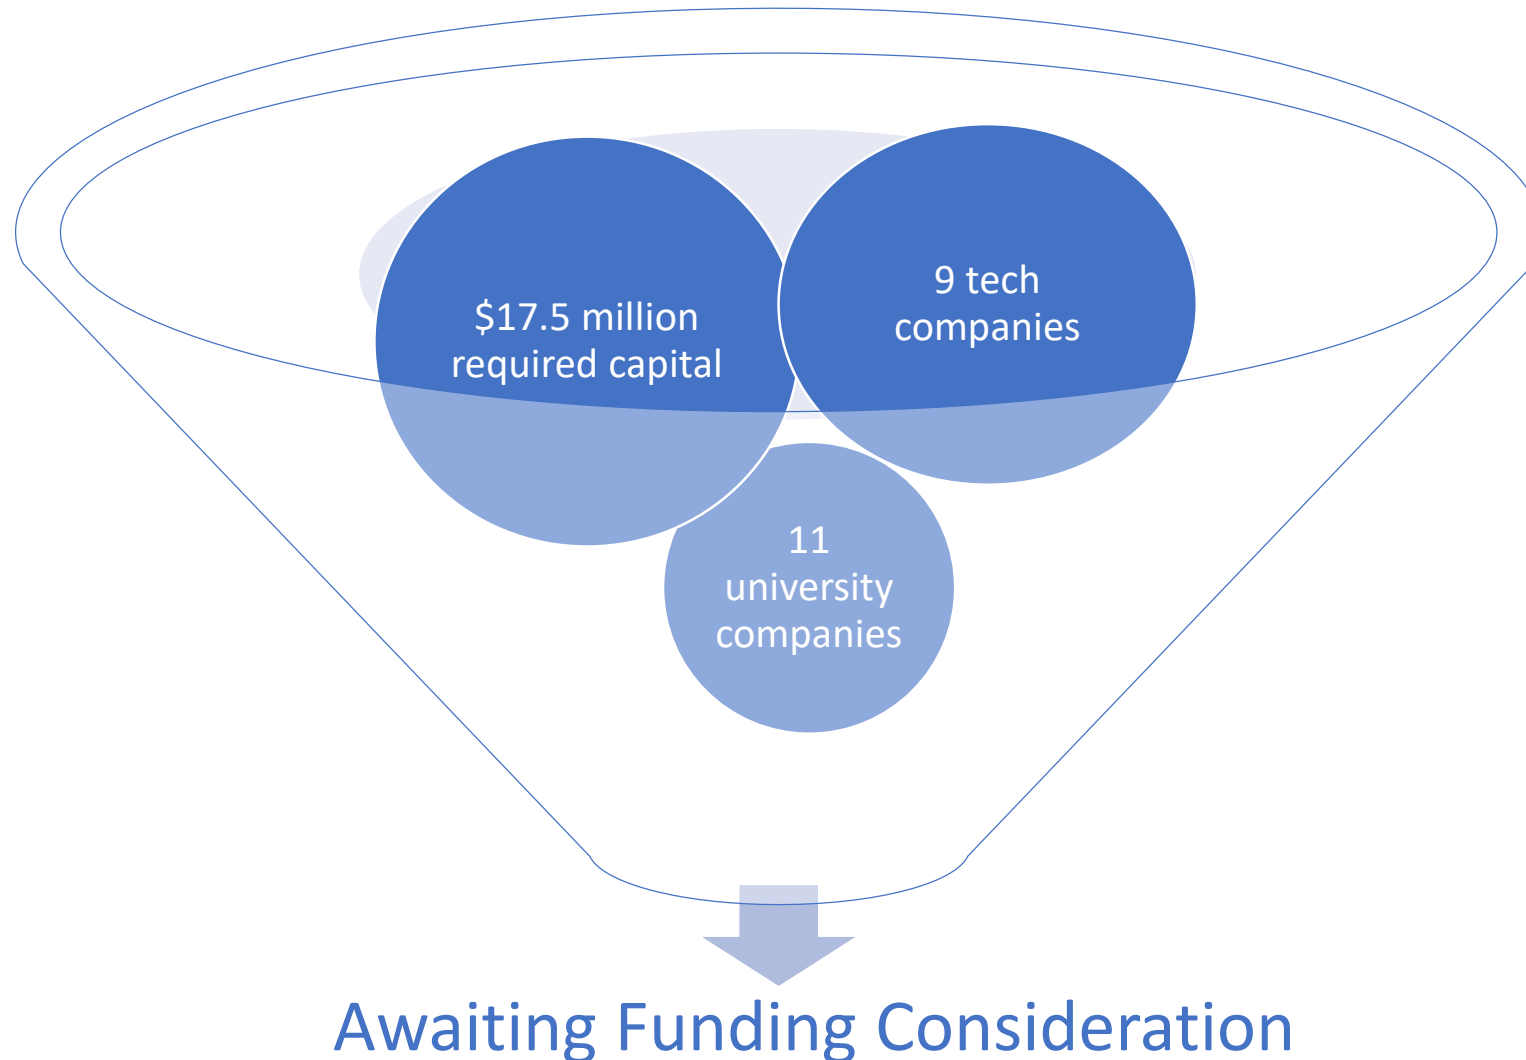 $17.5 million
required capital
9 tech
companies
11
university
companies
Awaiting Funding Consideration